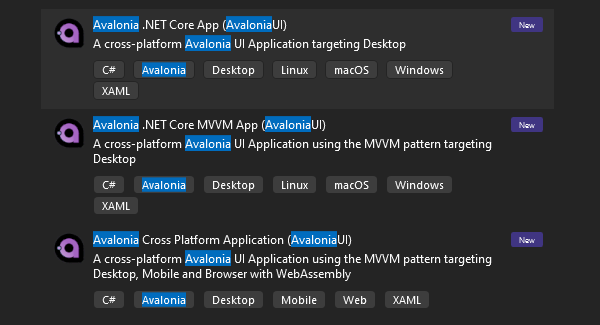 Avalonia .NET Core App (AvaloniaUI)
New
A cross-platform Avalonia UI Application targeting Desktop
C# Avalonia Desktop Linux macOS Windows
XAML
Avalonia .NET Core MVVM App (AvaloniaUI)
New
A cross-platform Avalonia UI Application using the MVVM pattern targeting
Desktop
C# Avalonia Desktop Linux macOS Windows
XAML
Avalonia Cross Platform Application (AvaloniaUI)
New
A cross-platform Avalonia UI Application using the MVVM pattern targeting
Desktop, Mobile and Browser with WebAssembly
C# Avalonia Desktop Mobile Web XAML